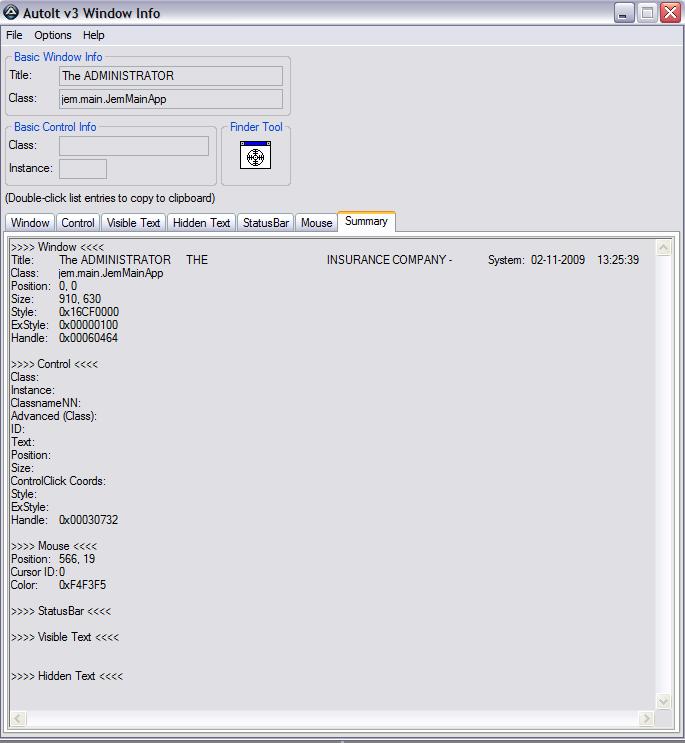 AutoIt v3 Window Info
File Options Help
Basic Window Info
Title: The ADMINISTRATOR
Class: jem.main.JemMainApp
Basic Control Info Finder Tool
Class:
Instance:
(Double-click list entries to copy to clipboard)
Window Control Visible Text Hidden Text StatusBar Mouse Summary
>>>> Window <<<<
Title: The ADMINISTRATOR THE INSURANCE COMPANY - System: 02-11-2009 13:25:39
Class: jem.main.JemMainApp
Position: 0, 0
Size: 910, 630
Style: 0x16CF0000
ExStyle: 0x00000100
Handle: 0x00060464
>>>> Control <<<<
Class:
Instance:
ClassnameNN:
Advanced (Class):
ID:
Text:
Position:
Size:
ControlClick Coords:
Style:
ExStyle:
Handle: 0x00030732
>>>> Mouse <<<<
Position: 566, 19
Cursor ID: 0
Color: 0xF4F3F5
>>>> StatusBar <<<<
>>>> Visible Text <<<<
>>>> Hidden Text <<<<